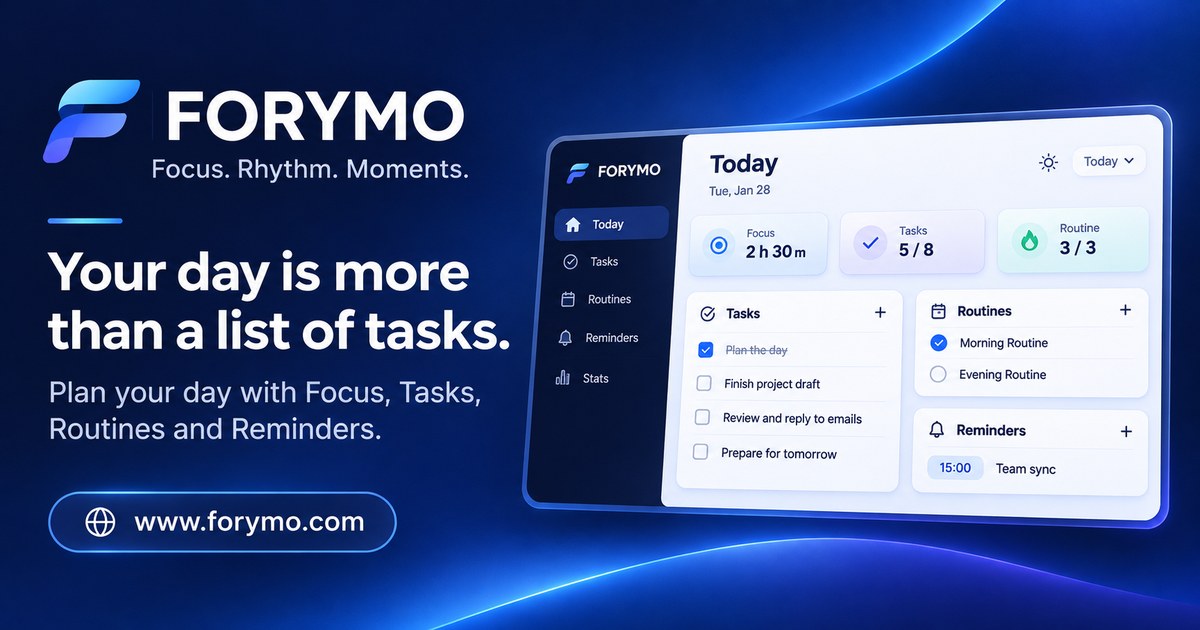 FORYMO
Focus. Rhythm. Moments.
Your day is more
than a list of tasks.
Plan your day with Focus, Tasks,
Routines and Reminders.
www.forymo.com
FORYMO
Today
Tasks
Routines
Reminders
Stats
Today
Tue, Jan 28
Today
Focus
2 h 30 m
Tasks
5 / 8
Routine
3 / 3
Tasks
Plan the day
Finish project draft
Review and reply to emails
Prepare for tomorrow
Routines
Morning Routine
Evening Routine
Reminders
15:00 Team sync